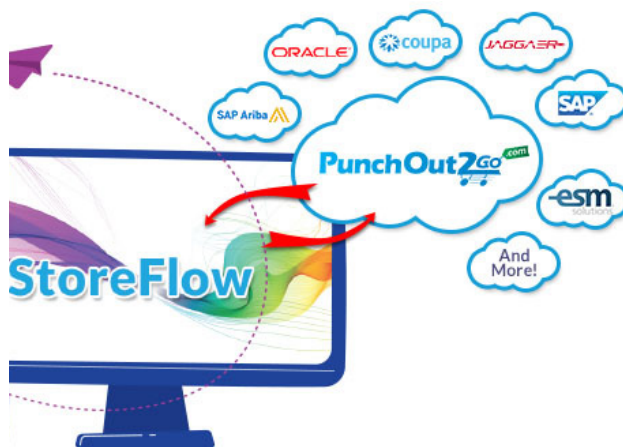 ORACLE
coupa
JAGGAER
SAP Ariba
SAP
PunchOut2Go.com
esm
solutions
And
More!
StoreFlow